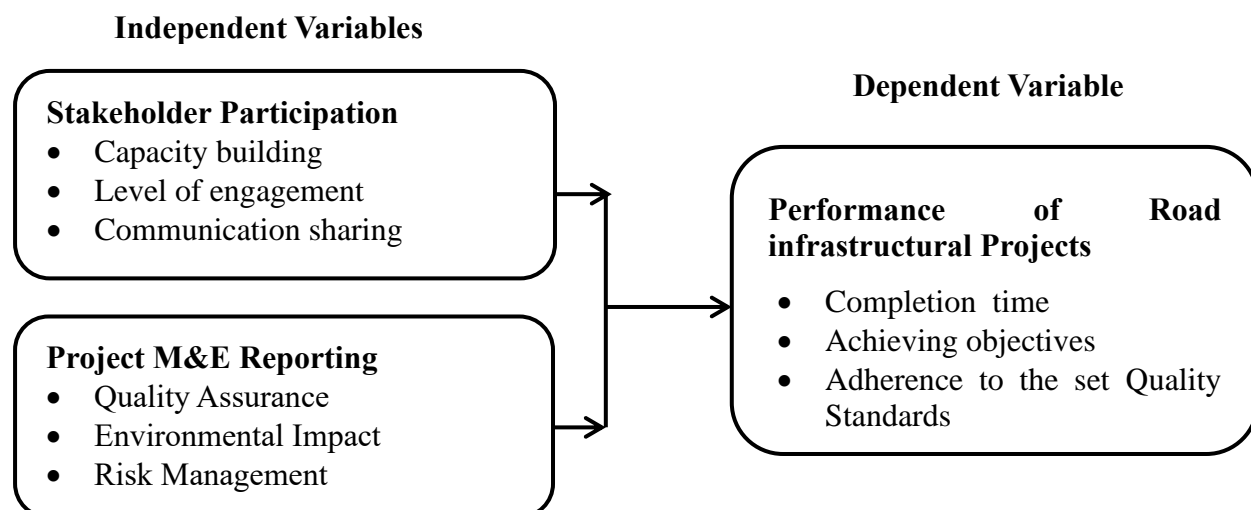 Independent Variables
Stakeholder Participation
• Capacity building
• Level of engagement
• Communication sharing
Project M&E Reporting
• Quality Assurance
• Environmental Impact
• Risk Management
Dependent Variable
Performance of Road
infrastructural Projects
• Completion time
• Achieving objectives
• Adherence to the set Quality
Standards